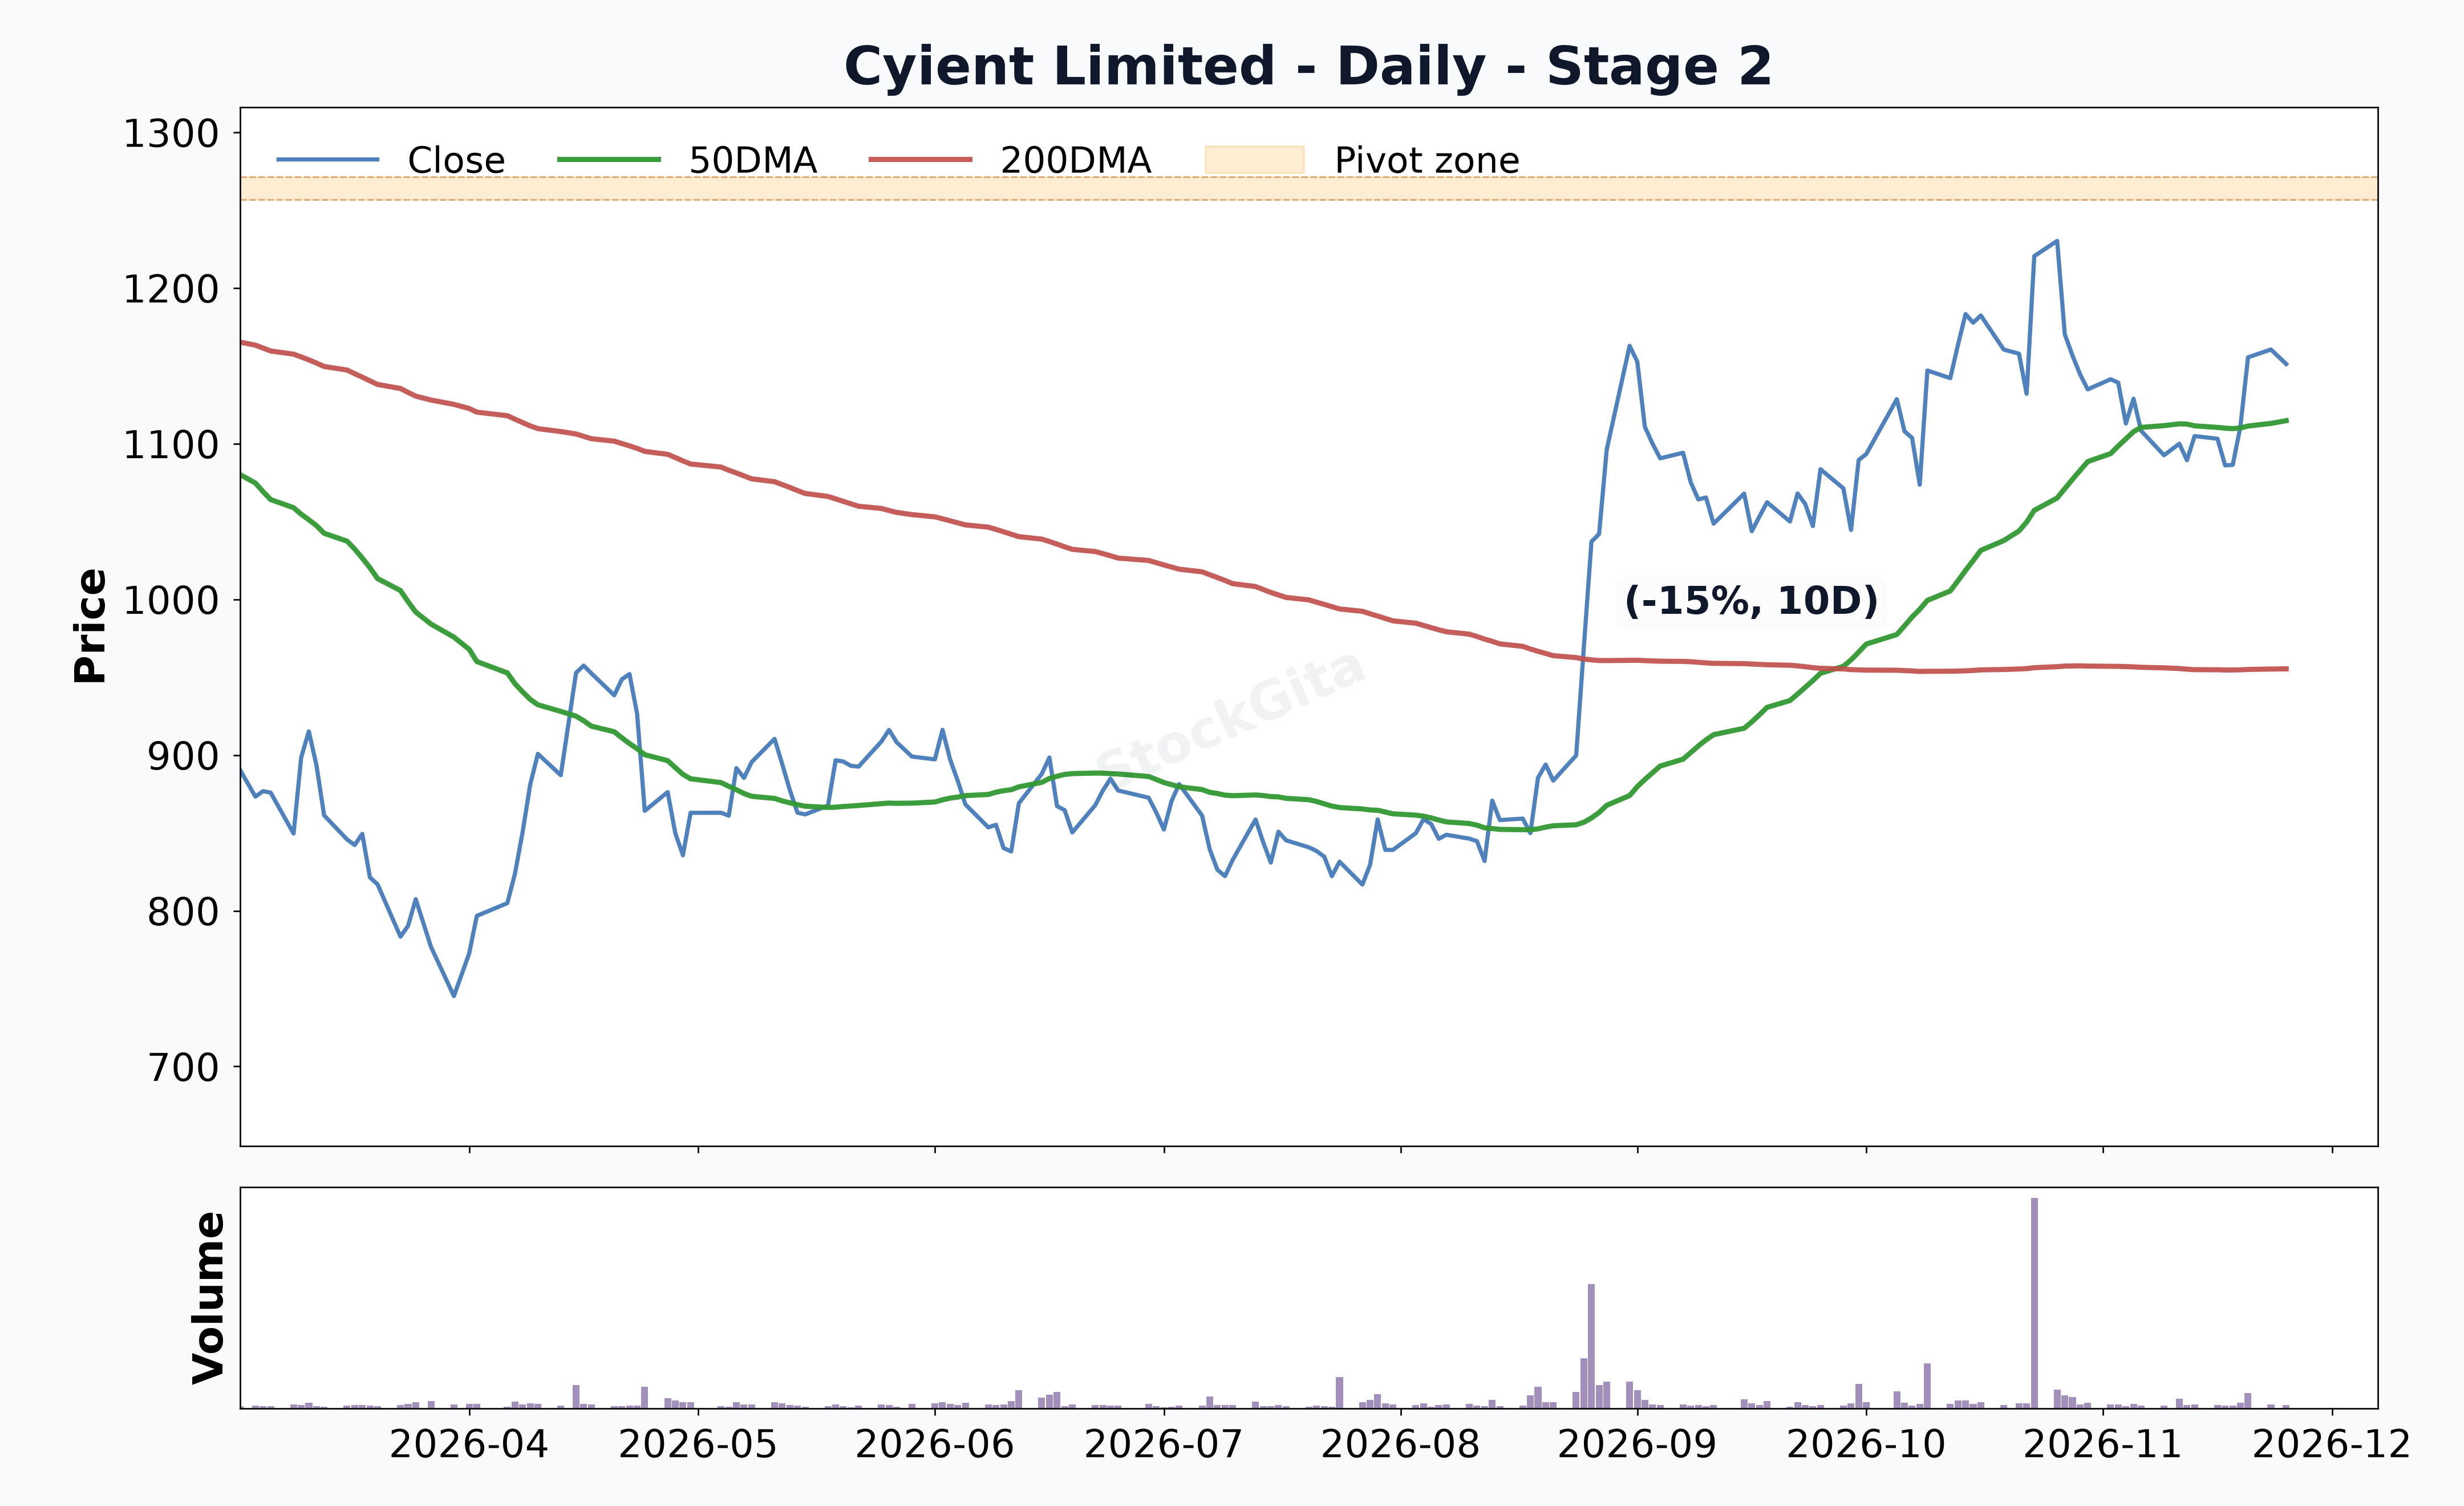 Cyient Limited - Daily - Stage 2
Close 50DMA 200DMA Pivot zone
1300
1200
1100
1000
900
800
700
Price
(-15%, 10D)
StockGita
Volume
2026-04 2026-05 2026-06 2026-07 2026-08 2026-09 2026-10 2026-11 2026-12